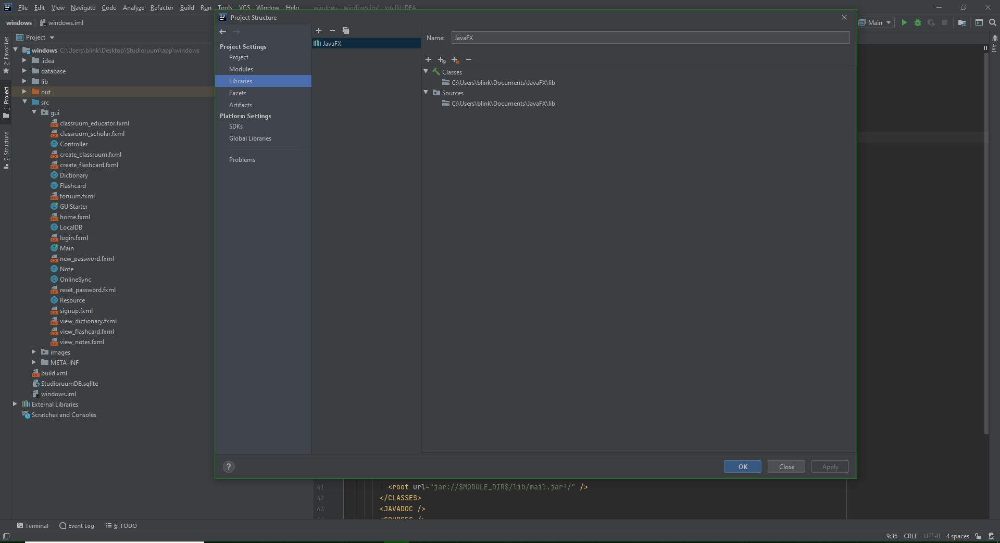 File Edit View Navigate Code Analyze Refactor Build Run Tools VCS Window Help windows - windows.iml - IntelliJ IDEA
windows windows.iml
Main
Project
windows C:\Users\blink\Desktop\Studioruum\app\windows
.idea
database
lib
out
src
gui
classruum_educator.fxml
classruum_scholar.fxml
Controller
create_classruum.fxml
create_flashcard.fxml
Dictionary
Flashcard
foruum.fxml
GUIStarter
home.fxml
LocalDB
login.fxml
Main
new_password.fxml
Note
OnlineSync
reset_password.fxml
Resource
signup.fxml
view_dictionary.fxml
view_flashcard.fxml
view_notes.fxml
images
META-INF
build.xml
StudioruumDB.sqlite
windows.iml
External Libraries
Scratches and Consoles
2: Favorites
1: Project
7: Structure
Project Structure
Project Settings
Project
Modules
Libraries
Facets
Artifacts
Platform Settings
SDKs
Global Libraries
Problems
JavaFX
Name: JavaFX
Classes
C:\Users\blink\Documents\JavaFX\lib
Sources
C:\Users\blink\Documents\JavaFX\lib
?
OK Close Apply
Ant
41 <root url="jar://$MODULE_DIR$/lib/mail.jar!/" />
42 </CLASSES>
43 <JAVADOC />
44 <SOURCES />
Terminal Event Log 6: TODO
9:36 CRLF UTF-8 4 spaces